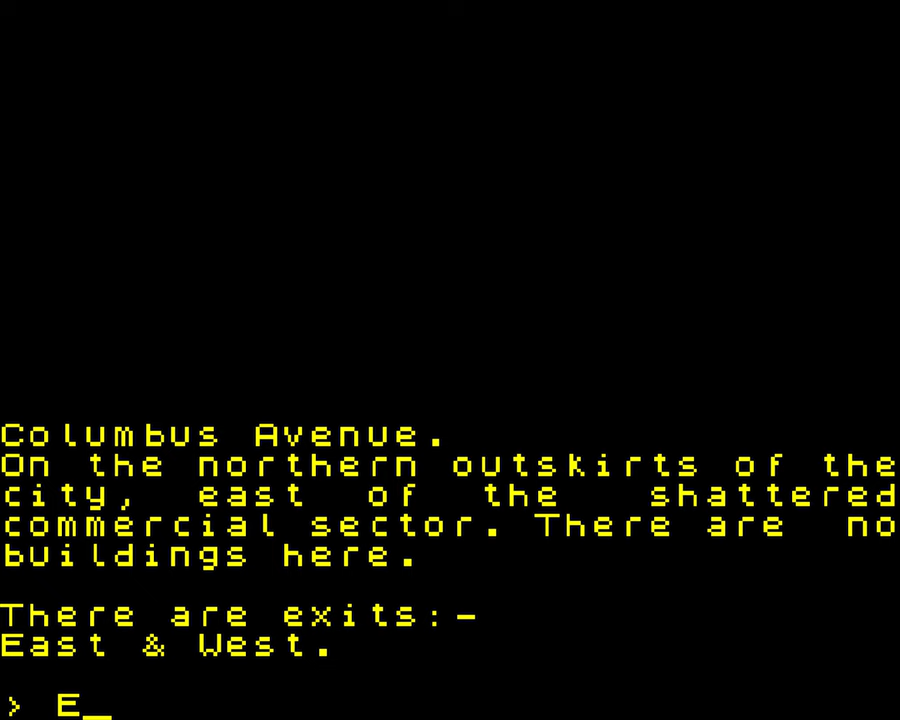 Columbus Avenue.
On the northern outskirts of the
city, east of the shattered
commercial sector. There are no
buildings here.
There are exits:-
East & West.
> E_